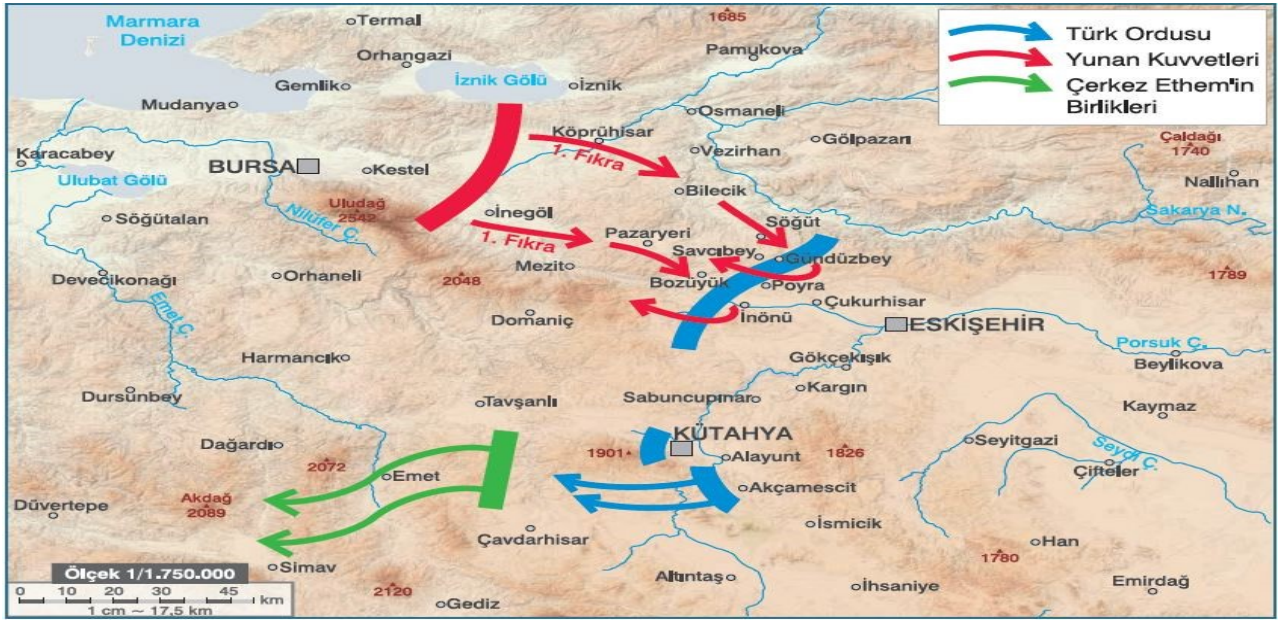 Marmara
Denizi
Termal
1685
Orhangazi
Pamukova
Gemlik
İznik Gölü
İznik
Mudanya
Osmaneli
Köprühisar
Gölpazarı
Çaldağı
1740
Karacabey
BURSA
Kestel
1. Fıkra
Vezirhan
Nallıhan
Ulubat Gölü
Uludağ
2542
Bilecik
Söğütalan
Nilüfer Ç.
İnegöl
Söğüt
Sakarya N.
1. Fıkra
Pazaryeri
Savcıbey
Gündüzbey
Mezit
Devecikonağı
Orhaneli
2048
Bozüyük
Poyra
1789
Emet Ç.
Domaniç
İnönü
Çukurhisar
ESKİŞEHİR
Harmancık
Gökçekışık
Porsuk Ç.
Beylikova
Dursunbey
Tavşanlı
Sabuncupınar
Kargın
Kaymaz
Dağardı
2072
Emet
1901
KÜTAHYA
Alayunt
1826
Seyitgazi
Seydi Ç.
Çifteler
Akdağ
2089
Akçamescit
Düvertepe
Çavdarhisar
İsmicik
Han
1780
Simav
2120
Gediz
Altıntaş
İhsaniye
Emirdağ
Türk Ordusu
Yunan Kuvvetleri
Çerkez Ethem'in
Birlikleri
Ölçek 1/1.750.000
0 10 20 30 45 km
1 cm ~ 17,5 km